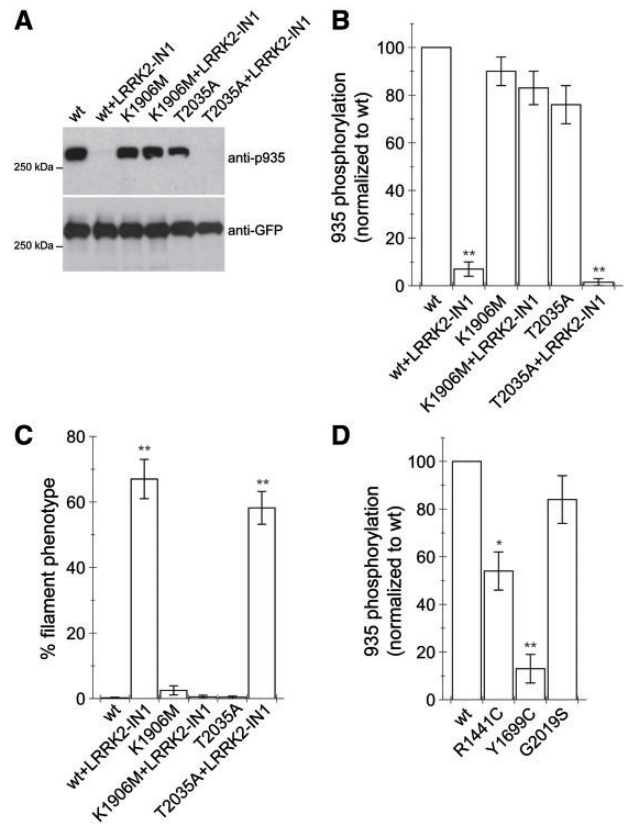 A
wt
wt+LRRK2-IN1
K1906M
K1906M+LRRK2-IN1
T2035A
T2035A+LRRK2-IN1
250 kDa
anti-p935
250 kDa
anti-GFP
B
935 phosphorylation
(normalized to wt)
100
80
60
40
20
0
**
**
wt
wt+LRRK2-IN1
K1906M
K1906M+LRRK2-IN1
T2035A
T2035A+LRRK2-IN1
C
% filament phenotype
80
60
40
20
0
**
**
wt
wt+LRRK2-IN1
K1906M
K1906M+LRRK2-IN1
T2035A
T2035A+LRRK2-IN1
D
935 phosphorylation
(normalized to wt)
100
80
60
40
20
0
*
**
wt
R1441C
Y1699C
G2019S